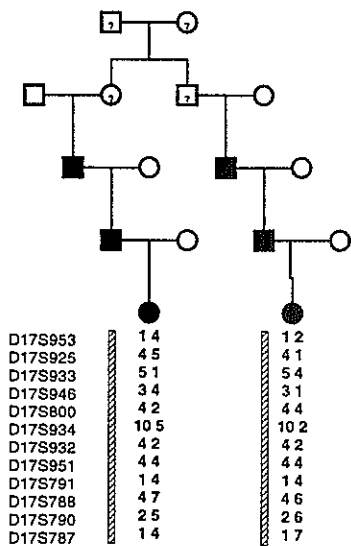 ? ?
? ?
D17S953 1 4 1 2
D17S925 4 5 4 1
D17S933 5 1 5 4
D17S946 3 4 3 1
D17S800 4 2 4 4
D17S934 10 5 10 2
D17S932 4 2 4 2
D17S951 4 4 4 4
D17S791 1 4 1 4
D17S788 4 7 4 6
D17S790 2 5 2 6
D17S787 1 4 1 7